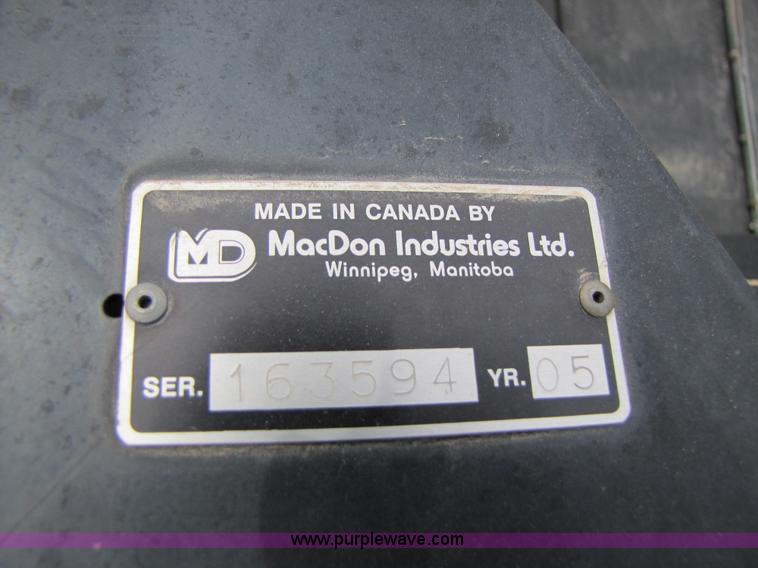 MADE IN CANADA BY
MD MacDon Industries Ltd.
Winnipeg, Manitoba
SER. 163594 YR. 05
www.purplewave.com